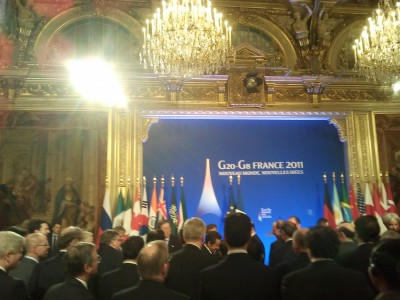 G20-G8 FRANCE 2011
NOUVEAU MONDE, NOUVELLES IDÉES